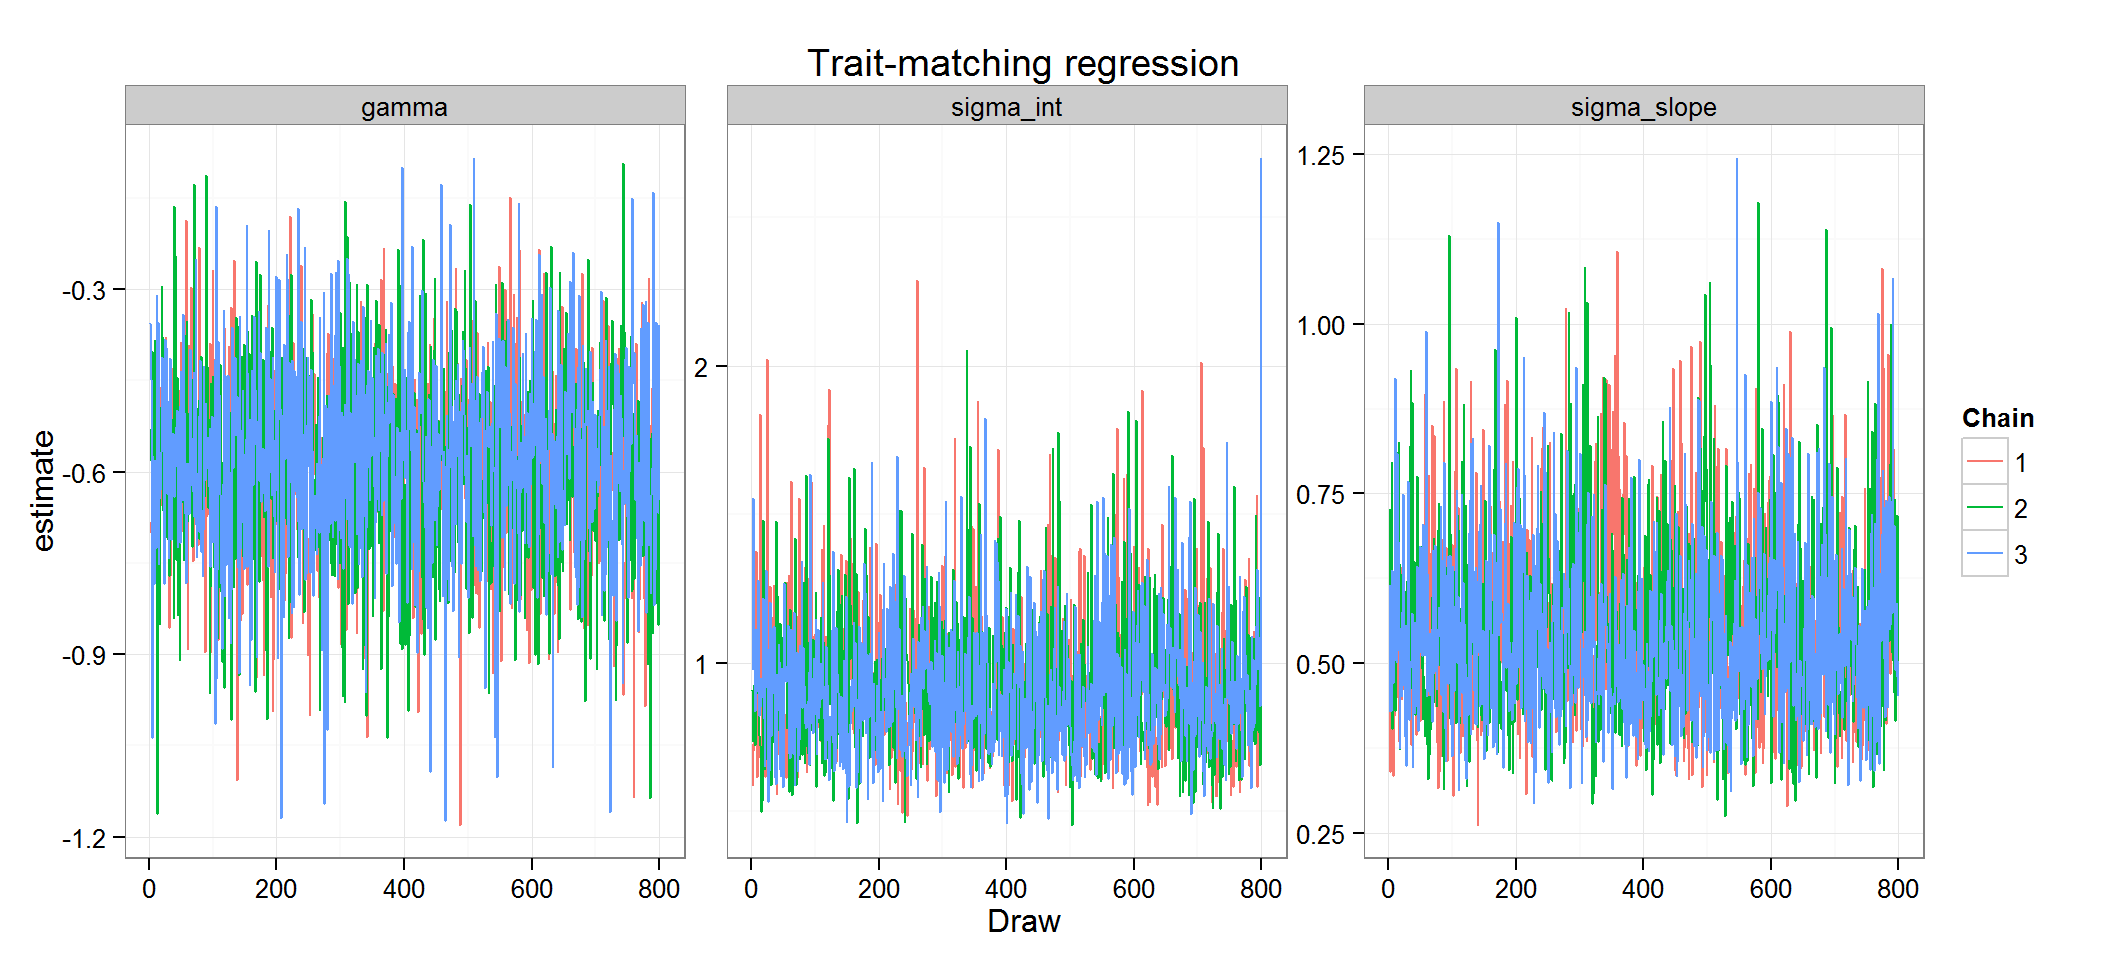 Trait-matching regression
gamma
sigma_int
sigma_slope
estimate
-0.3
-0.6
-0.9
-1.2
0 200 400 600 800
2
1
0 200 400 600 800
1.25
1.00
0.75
0.50
0.25
0 200 400 600 800
Draw
Chain
1
2
3